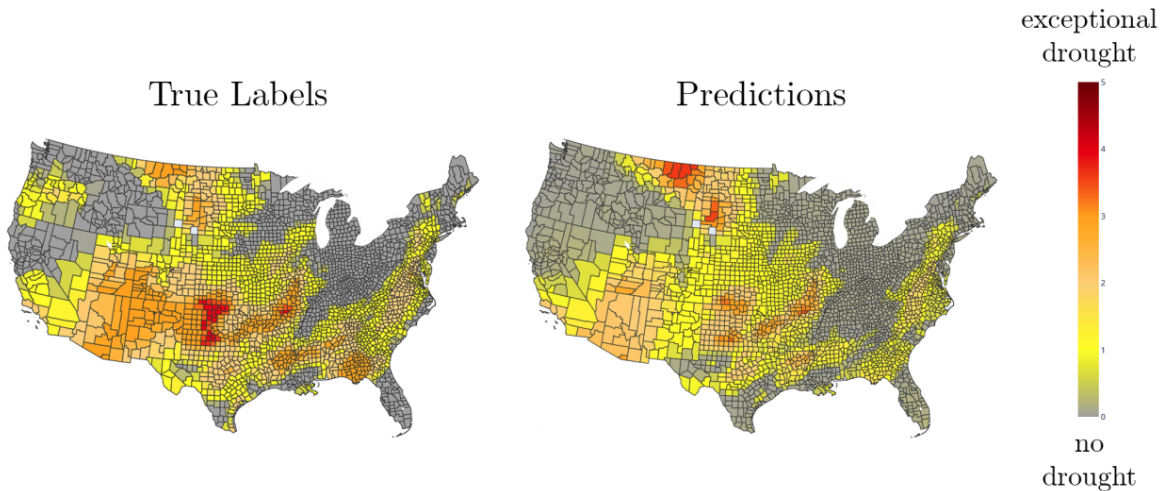 exceptional
drought
True Labels
Predictions
5
4
3
2
1
0
no
drought